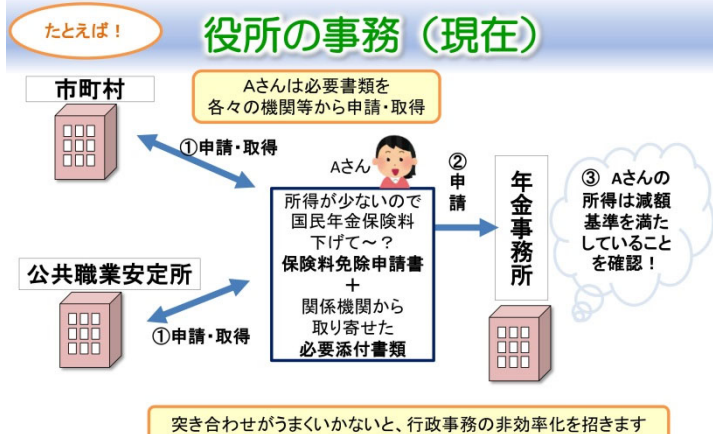 たとえば！
役所の事務（現在）
市町村
Aさんは必要書類を
各々の機関等から申請･取得
①申請･取得
Aさん
所得が少ないので
国民年金保険料
下げて～？
保険料免除申請書
＋
関係機関から
取り寄せた
必要添付書類
②
申
請
年金事務所
③ Aさんの
所得は減額
基準を満た
していること
を確認！
公共職業安定所
①申請･取得
突き合わせがうまくいかないと、行政事務の非効率化を招きます